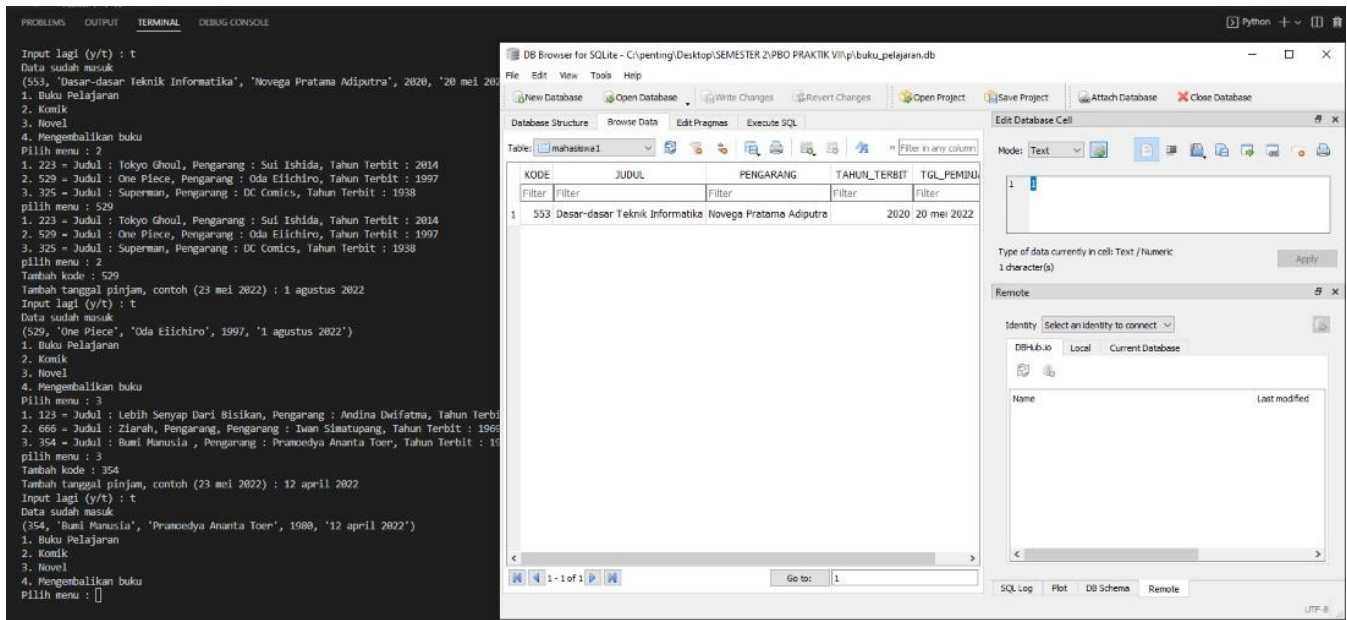 PROBLEMS OUTPUT TERMINAL DEBUG CONSOLE
Python
Input lagi (y/t) : t
Data sudah masuk
(553, 'Dasar-dasar Teknik Informatika', 'Novega Pratama Adiputra', 2020, '20 mei 202
1. Buku Pelajaran
2. Komik
3. Novel
4. Mengembalikan buku
Pilih menu : 2
1. 223 = Judul : Tokyo Ghoul, Pengarang : Sui Ishida, Tahun Terbit : 2014
2. 529 = Judul : One Piece, Pengarang : Oda Eiichiro, Tahun Terbit : 1997
3. 325 = Judul : Superman, Pengarang : DC Comics, Tahun Terbit : 1938
pilih menu : 529
1. 223 = Judul : Tokyo Ghoul, Pengarang : Sui Ishida, Tahun Terbit : 2014
2. 529 = Judul : One Piece, Pengarang : Oda Eiichiro, Tahun Terbit : 1997
3. 325 = Judul : Superman, Pengarang : DC Comics, Tahun Terbit : 1938
pilih menu : 2
Tambah kode : 529
Tambah tanggal pinjam, contoh (23 mei 2022) : 1 agustus 2022
Input lagi (y/t) : t
Data sudah masuk
(529, 'One Piece', 'Oda Eiichiro', 1997, '1 agustus 2022')
1. Buku Pelajaran
2. Komik
3. Novel
4. Mengembalikan buku
Pilih menu : 3
1. 123 = Judul : Lebih Senyap Dari Bisikan, Pengarang : Andina Dwifatma, Tahun Terbi
2. 666 = Judul : Ziarah, Pengarang, Pengarang : Iwan Simatupang, Tahun Terbit : 1969
3. 354 = Judul : Bumi Manusia , Pengarang : Pramoedya Ananta Toer, Tahun Terbit : 19
pilih menu : 3
Tambah kode : 354
Tambah tanggal pinjam, contoh (23 mei 2022) : 12 april 2022
Input lagi (y/t) : t
Data sudah masuk
(354, 'Bumi Manusia', 'Pramoedya Ananta Toer', 1980, '12 april 2022')
1. Buku Pelajaran
2. Komik
3. Novel
4. Mengembalikan buku
Pilih menu :
DB Browser for SQLite - C:\penting\Desktop\SEMESTER 2\PBO PRAKTIK VII\p\buku_pelajaran.db
File Edit View Tools Help
New Database Open Database Write Changes Revert Changes Open Project Save Project Attach Database Close Database
Database Structure Browse Data Edit Pragmas Execute SQL
Table: mahasiswa1 » Filter in any column
KODE JUDUL PENGARANG TAHUN_TERBIT TGL_PEMINJA
Filter Filter Filter Filter Filter
1 553 Dasar-dasar Teknik Informatika Novega Pratama Adiputra 2020 20 mei 2022
1 - 1 of 1 Go to: 1
Edit Database Cell
Mode: Text
1 1
Type of data currently in cell: Text / Numeric
1 character(s)
Apply
Remote
Identity Select an identity to connect
DBHub.io Local Current Database
Name Last modified
SQL Log Plot DB Schema Remote
UTF-8